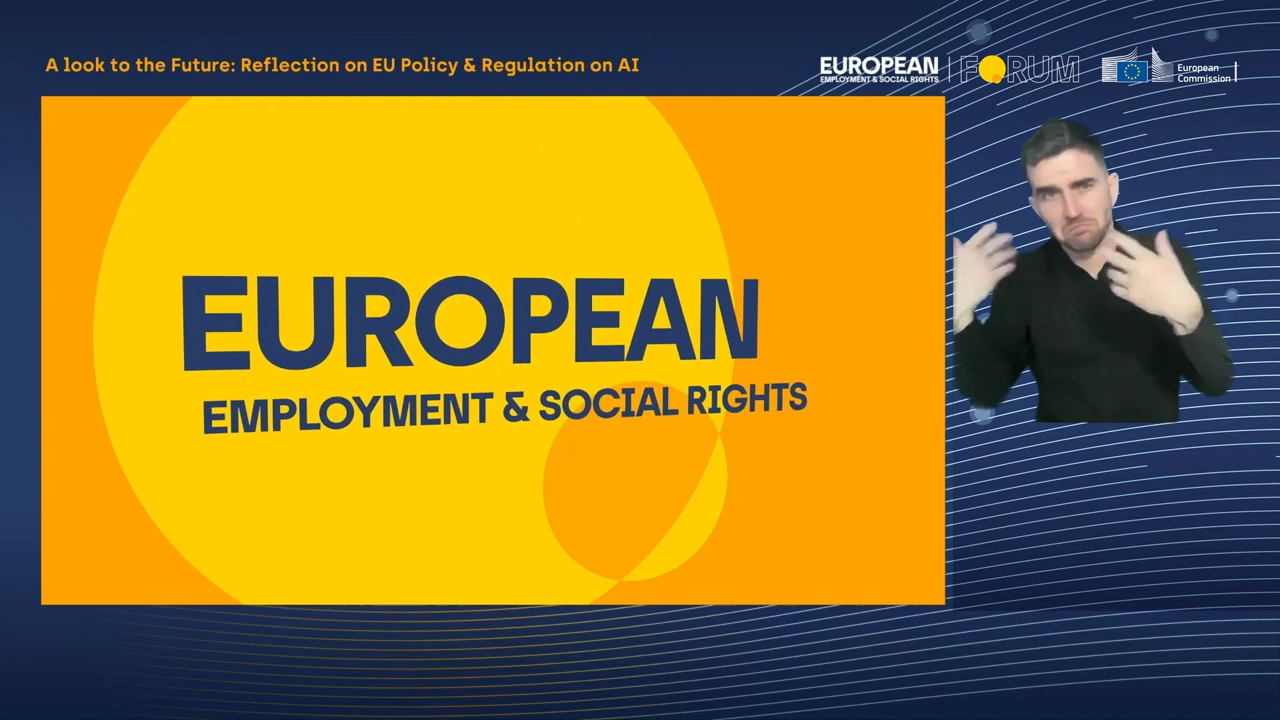 A look to the Future: Reflection on EU Policy & Regulation on AI
EUROPEAN
EMPLOYMENT & SOCIAL RIGHTS
FORUM
European
Commission
EUROPEAN
EMPLOYMENT & SOCIAL RIGHTS